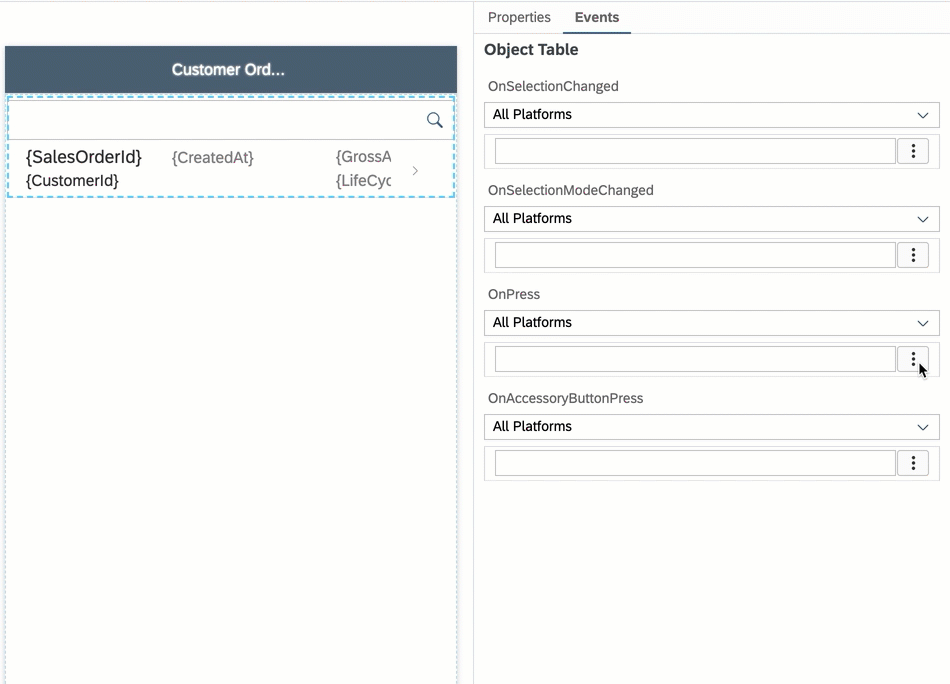 Properties Events
Customer Ord...
{SalesOrderId} {CreatedAt} {GrossA
{CustomerId} {LifeCyc
Object Table
OnSelectionChanged
All Platforms
OnSelectionModeChanged
All Platforms
OnPress
All Platforms
OnAccessoryButtonPress
All Platforms